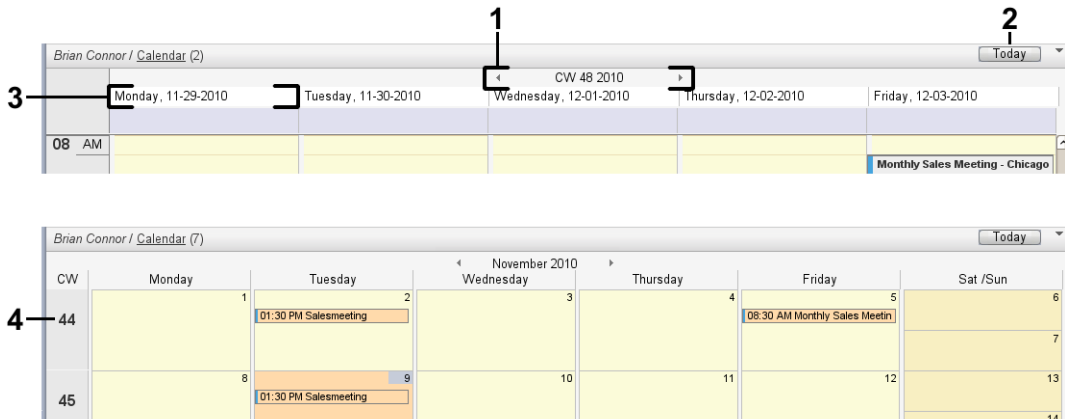 1
2
Brian Connor / Calendar (2)
Today
CW 48 2010
3
Monday, 11-29-2010
Tuesday, 11-30-2010
Wednesday, 12-01-2010
Thursday, 12-02-2010
Friday, 12-03-2010
08 AM
Monthly Sales Meeting - Chicago
Brian Connor / Calendar (7)
Today
November 2010
CW
Monday
Tuesday
Wednesday
Thursday
Friday
Sat /Sun
1
2
3
4
5
6
4
44
01:30 PM Salesmeeting
08:30 AM Monthly Sales Meetin
7
8
9
10
11
12
13
45
01:30 PM Salesmeeting
14